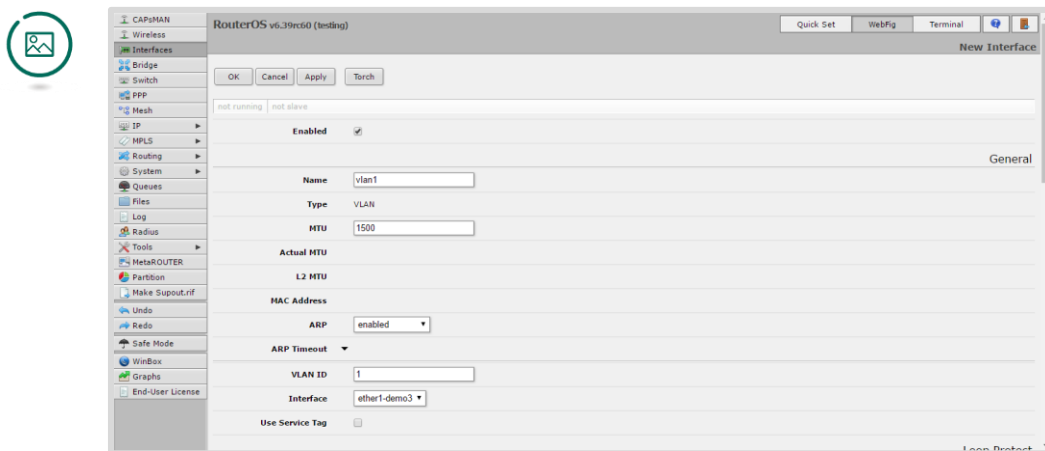 CAPsMAN
Wireless
Interfaces
Bridge
Switch
PPP
Mesh
IP
MPLS
Routing
System
Queues
Files
Log
Radius
Tools
MetaROUTER
Partition
Make Supout.rif
Undo
Redo
Safe Mode
WinBox
Graphs
End-User License
RouterOS v6.39rc60 (testing)
Quick Set WebFig Terminal
New Interface
OK Cancel Apply Torch
not running not slave
Enabled
General
Name vlan1
Type VLAN
MTU 1500
Actual MTU
L2 MTU
MAC Address
ARP enabled
ARP Timeout
VLAN ID 1
Interface ether1-demo3
Use Service Tag
Loop Protect